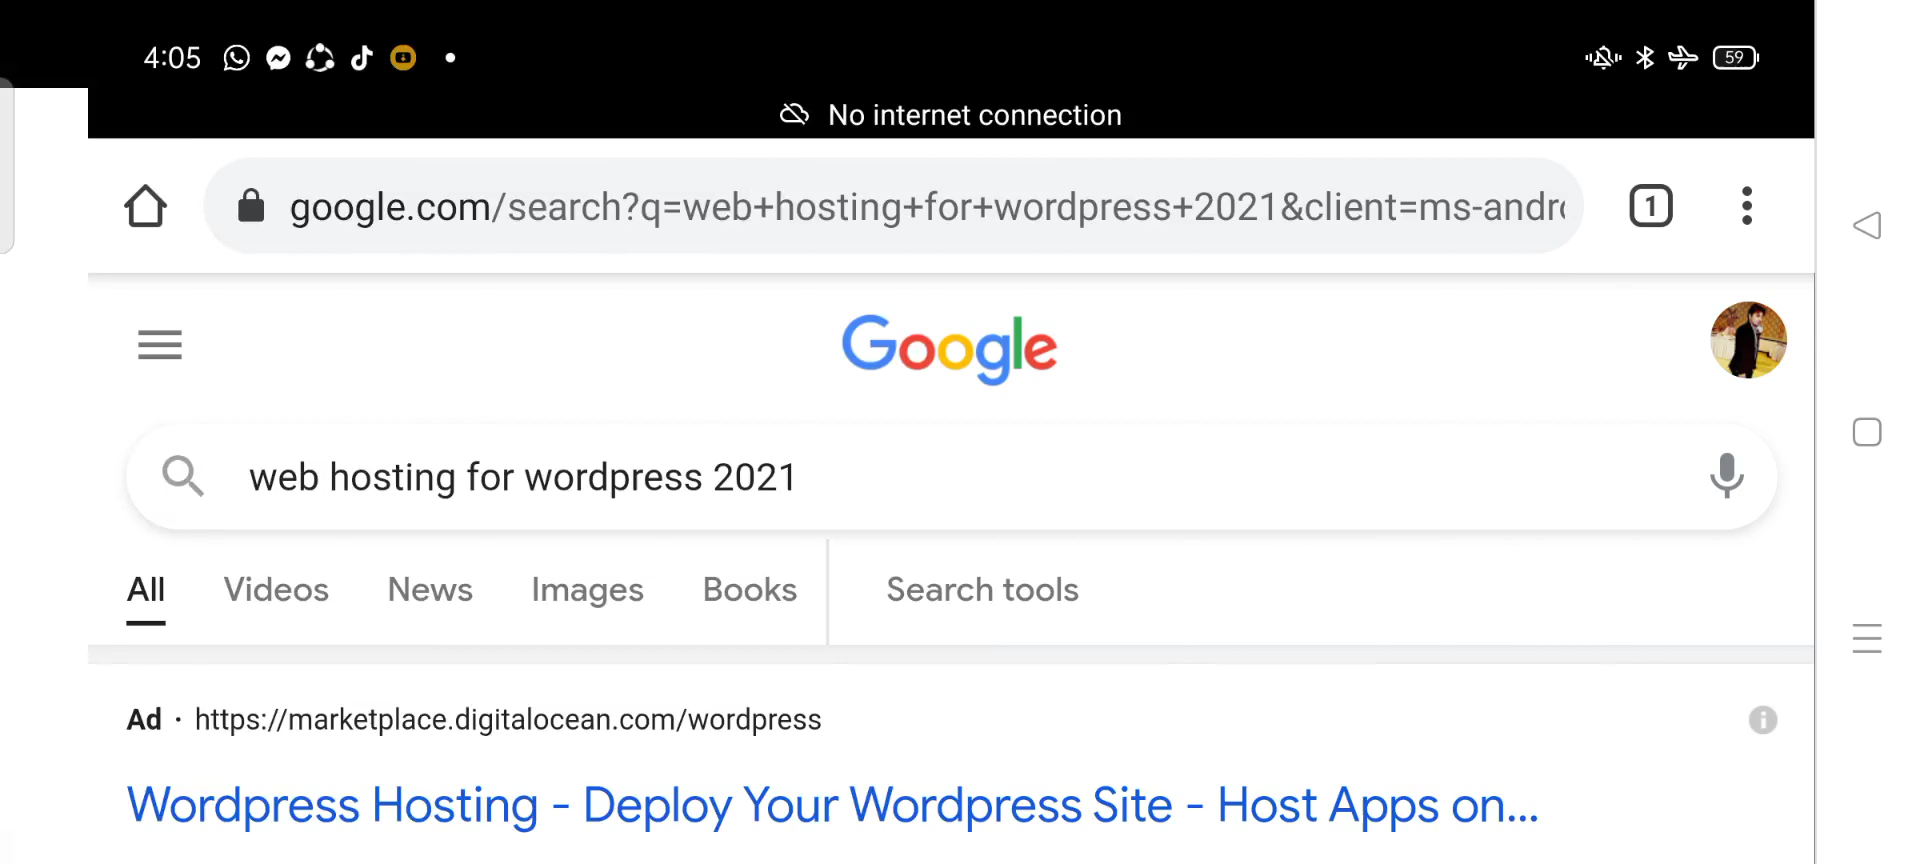 4:05
59
No internet connection
google.com/search?q=web+hosting+for+wordpress+2021&client=ms-andr
1
Google
web hosting for wordpress 2021
All Videos News Images Books Search tools
Ad · https://marketplace.digitalocean.com/wordpress
Wordpress Hosting - Deploy Your Wordpress Site - Host Apps on...